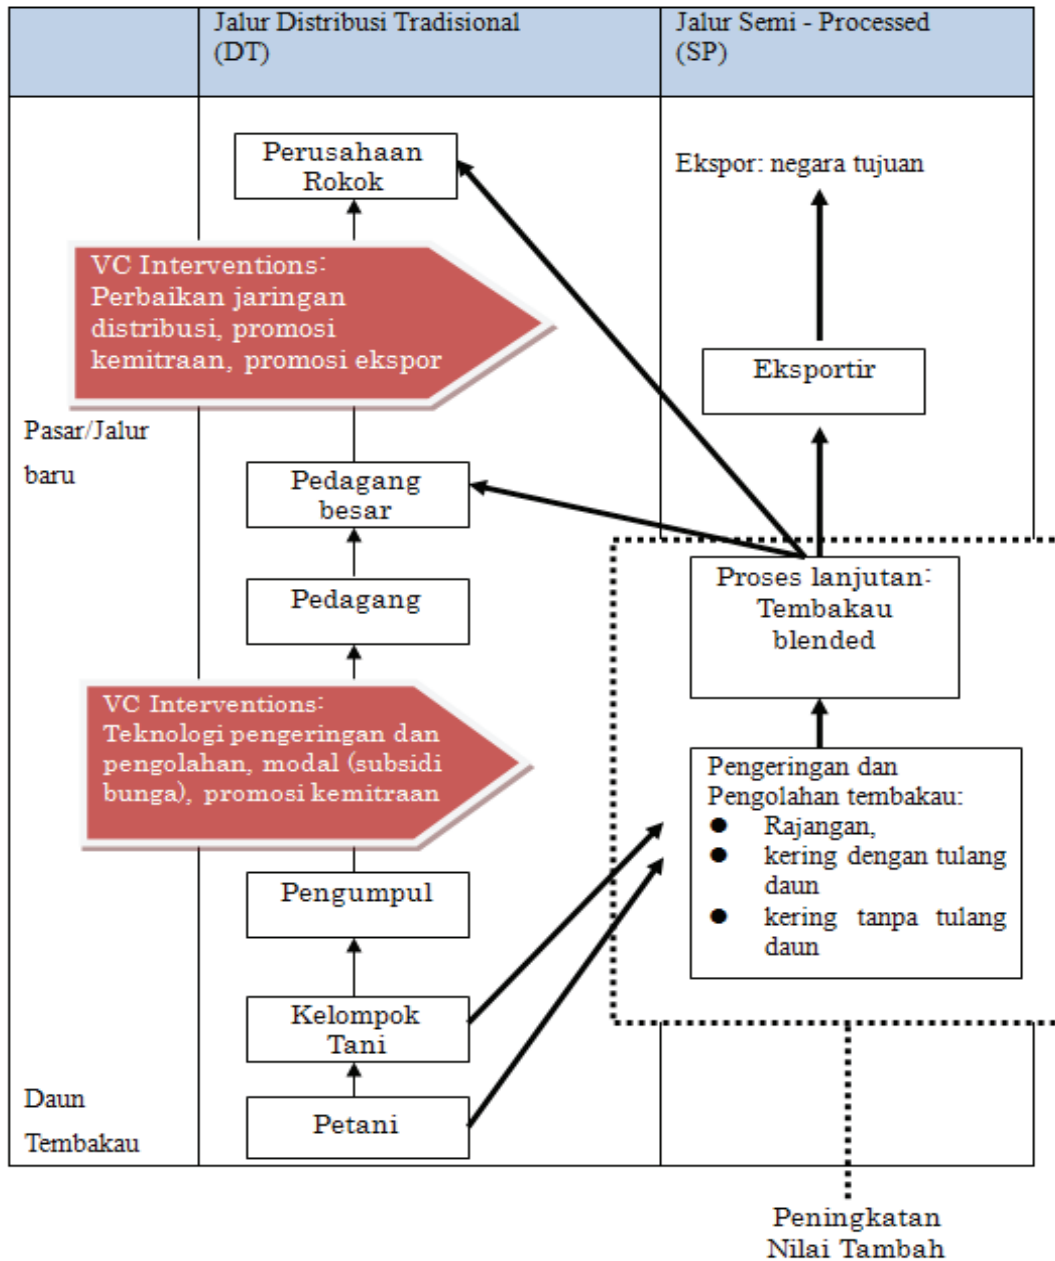 Jalur Distribusi Tradisional
(DT)
Jalur Semi - Processed
(SP)
Perusahaan
Rokok
Ekspor: negara tujuan
VC Interventions:
Perbaikan jaringan
distribusi, promosi
kemitraan, promosi ekspor
Eksportir
Pasar/Jalur
baru
Pedagang
besar
Proses lanjutan:
Tembakau
blended
Pedagang
VC Interventions:
Teknologi pengeringan dan
pengolahan, modal (subsidi
bunga), promosi kemitraan
Pengeringan dan
Pengolahan tembakau:
● Rajangan,
● kering dengan tulang
daun
● kering tanpa tulang
daun
Pengumpul
Kelompok
Tani
Daun
Tembakau
Petani
Peningkatan
Nilai Tambah